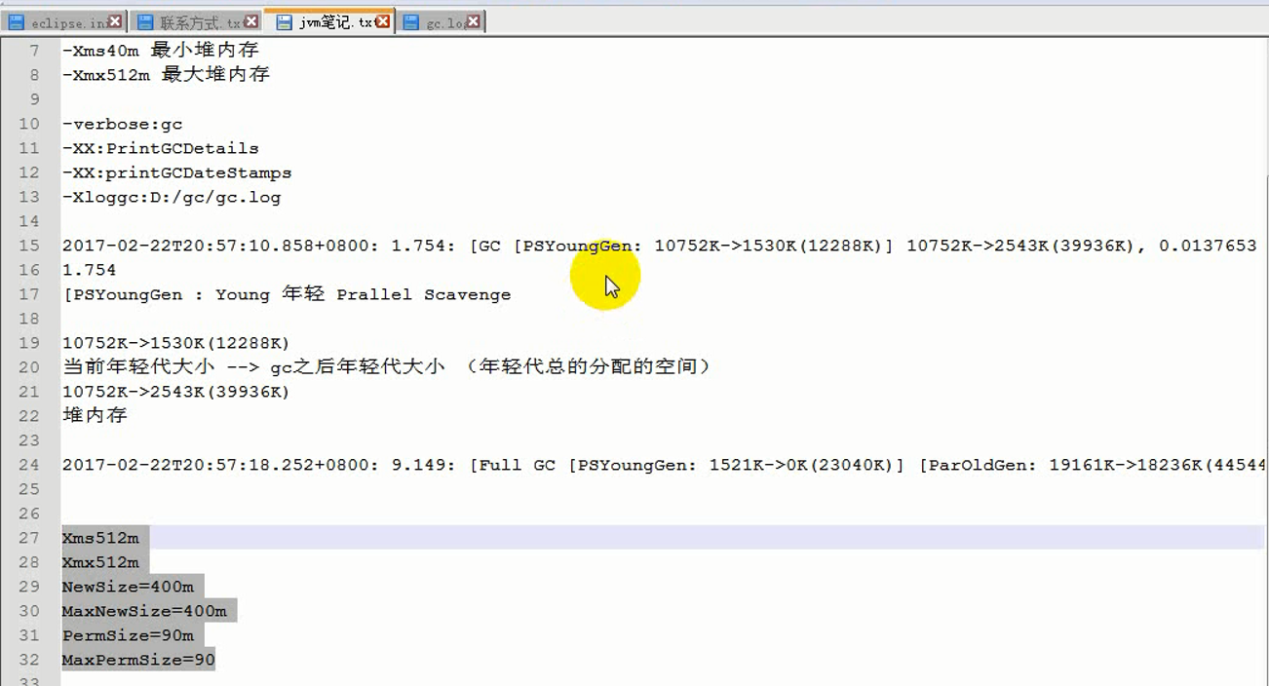 eclipse.in 联系方式.tx jvm笔记.tx gc.lo
7 -Xms40m 最小堆内存
8 -Xmx512m 最大堆内存
9
10 -verbose:gc
11 -XX:PrintGCDetails
12 -XX:printGCDateStamps
13 -Xloggc:D:/gc/gc.log
14
15 2017-02-22T20:57:10.858+0800: 1.754: [GC [PSYoungGen: 10752K->1530K(12288K)] 10752K->2543K(39936K), 0.0137653
16 1.754
17 [PSYoungGen : Young 年轻 Prallel Scavenge
18
19 10752K->1530K(12288K)
20 当前年轻代大小 --> gc之后年轻代大小 （年轻代总的分配的空间）
21 10752K->2543K(39936K)
22 堆内存
23
24 2017-02-22T20:57:18.252+0800: 9.149: [Full GC [PSYoungGen: 1521K->0K(23040K)] [ParOldGen: 19161K->18236K(44544
25
26
27 Xms512m
28 Xmx512m
29 NewSize=400m
30 MaxNewSize=400m
31 PermSize=90m
32 MaxPermSize=90
33